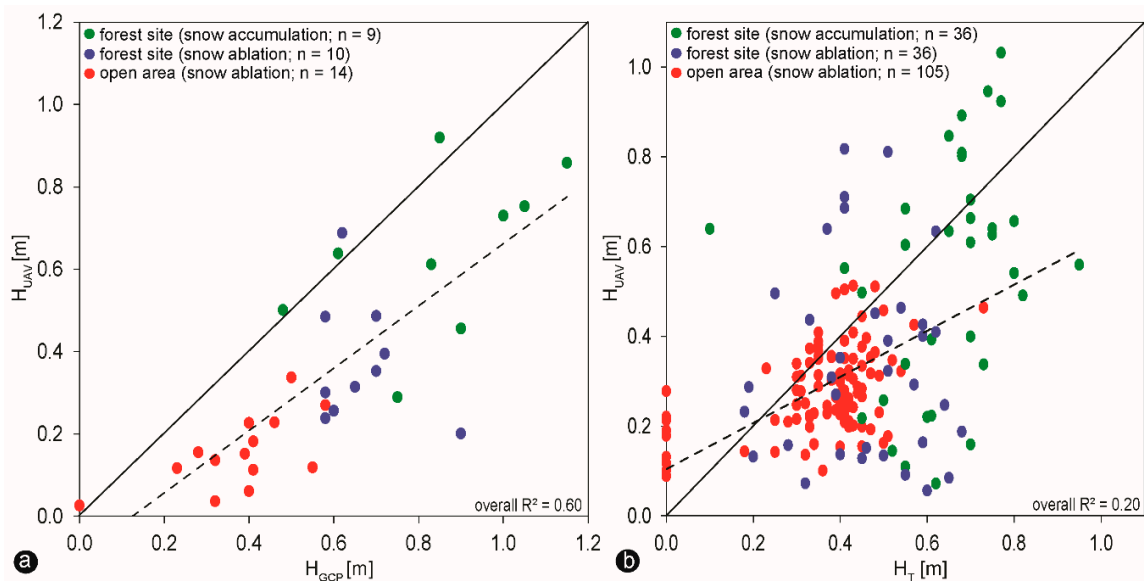 1.2
1.0
0.8
0.6
0.4
0.2
0.0
H_UAV [m]
forest site (snow accumulation; n = 9)
forest site (snow ablation; n = 10)
open area (snow ablation; n = 14)
overall R² = 0.60
0.0 0.2 0.4 0.6 0.8 1.0 1.2
H_GCP [m]
a
1.0
0.8
0.6
0.4
0.2
0.0
H_UAV [m]
forest site (snow accumulation; n = 36)
forest site (snow ablation; n = 36)
open area (snow ablation; n = 105)
overall R² = 0.20
0.0 0.2 0.4 0.6 0.8 1.0
H_T [m]
b